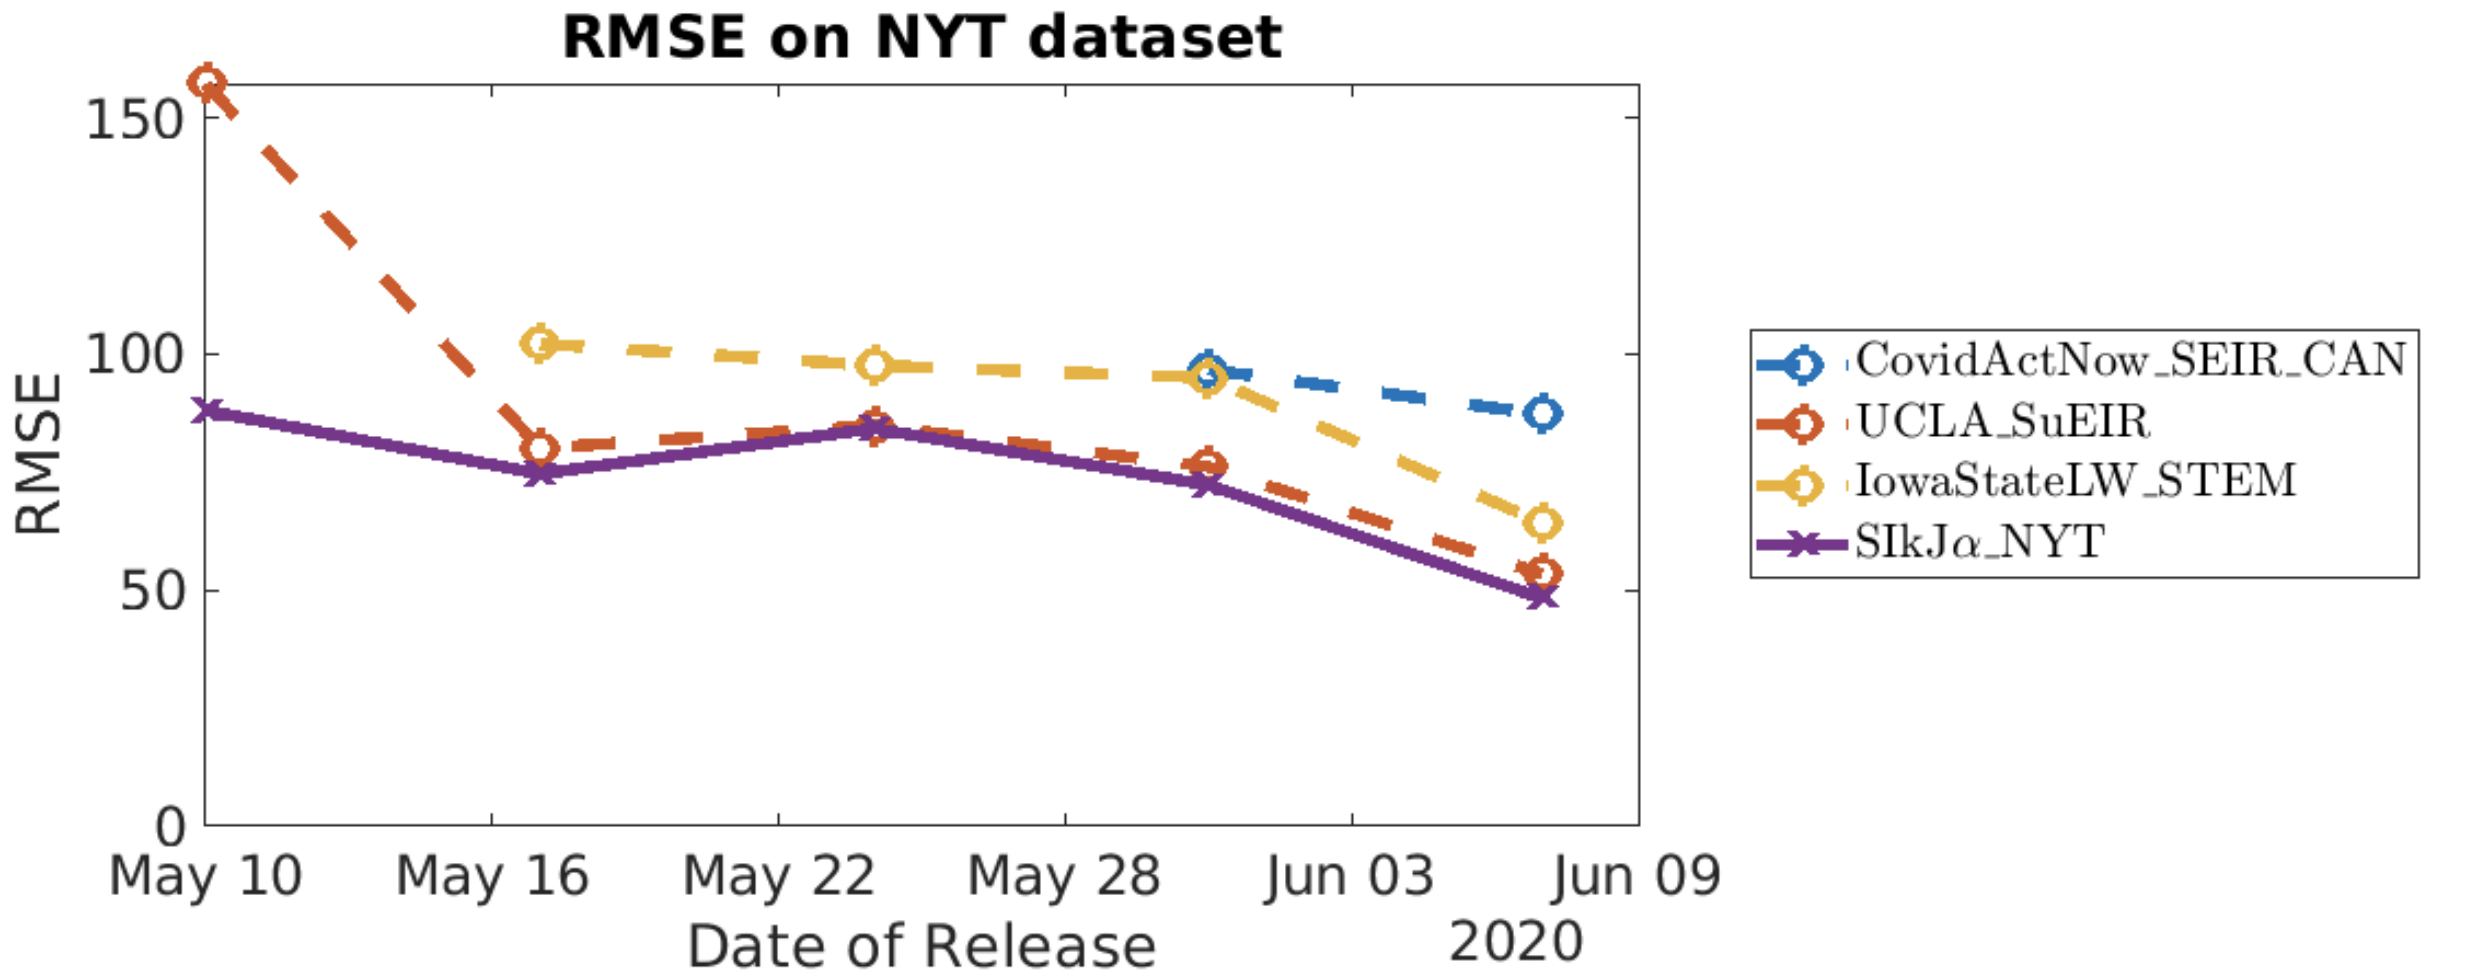 RMSE on NYT dataset
150
100
50
0
RMSE
May 10 May 16 May 22 May 28 Jun 03 Jun 09
Date of Release
2020
CovidActNow_SEIR_CAN
UCLA_SuEIR
IowaStateLW_STEM
SIkJα_NYT